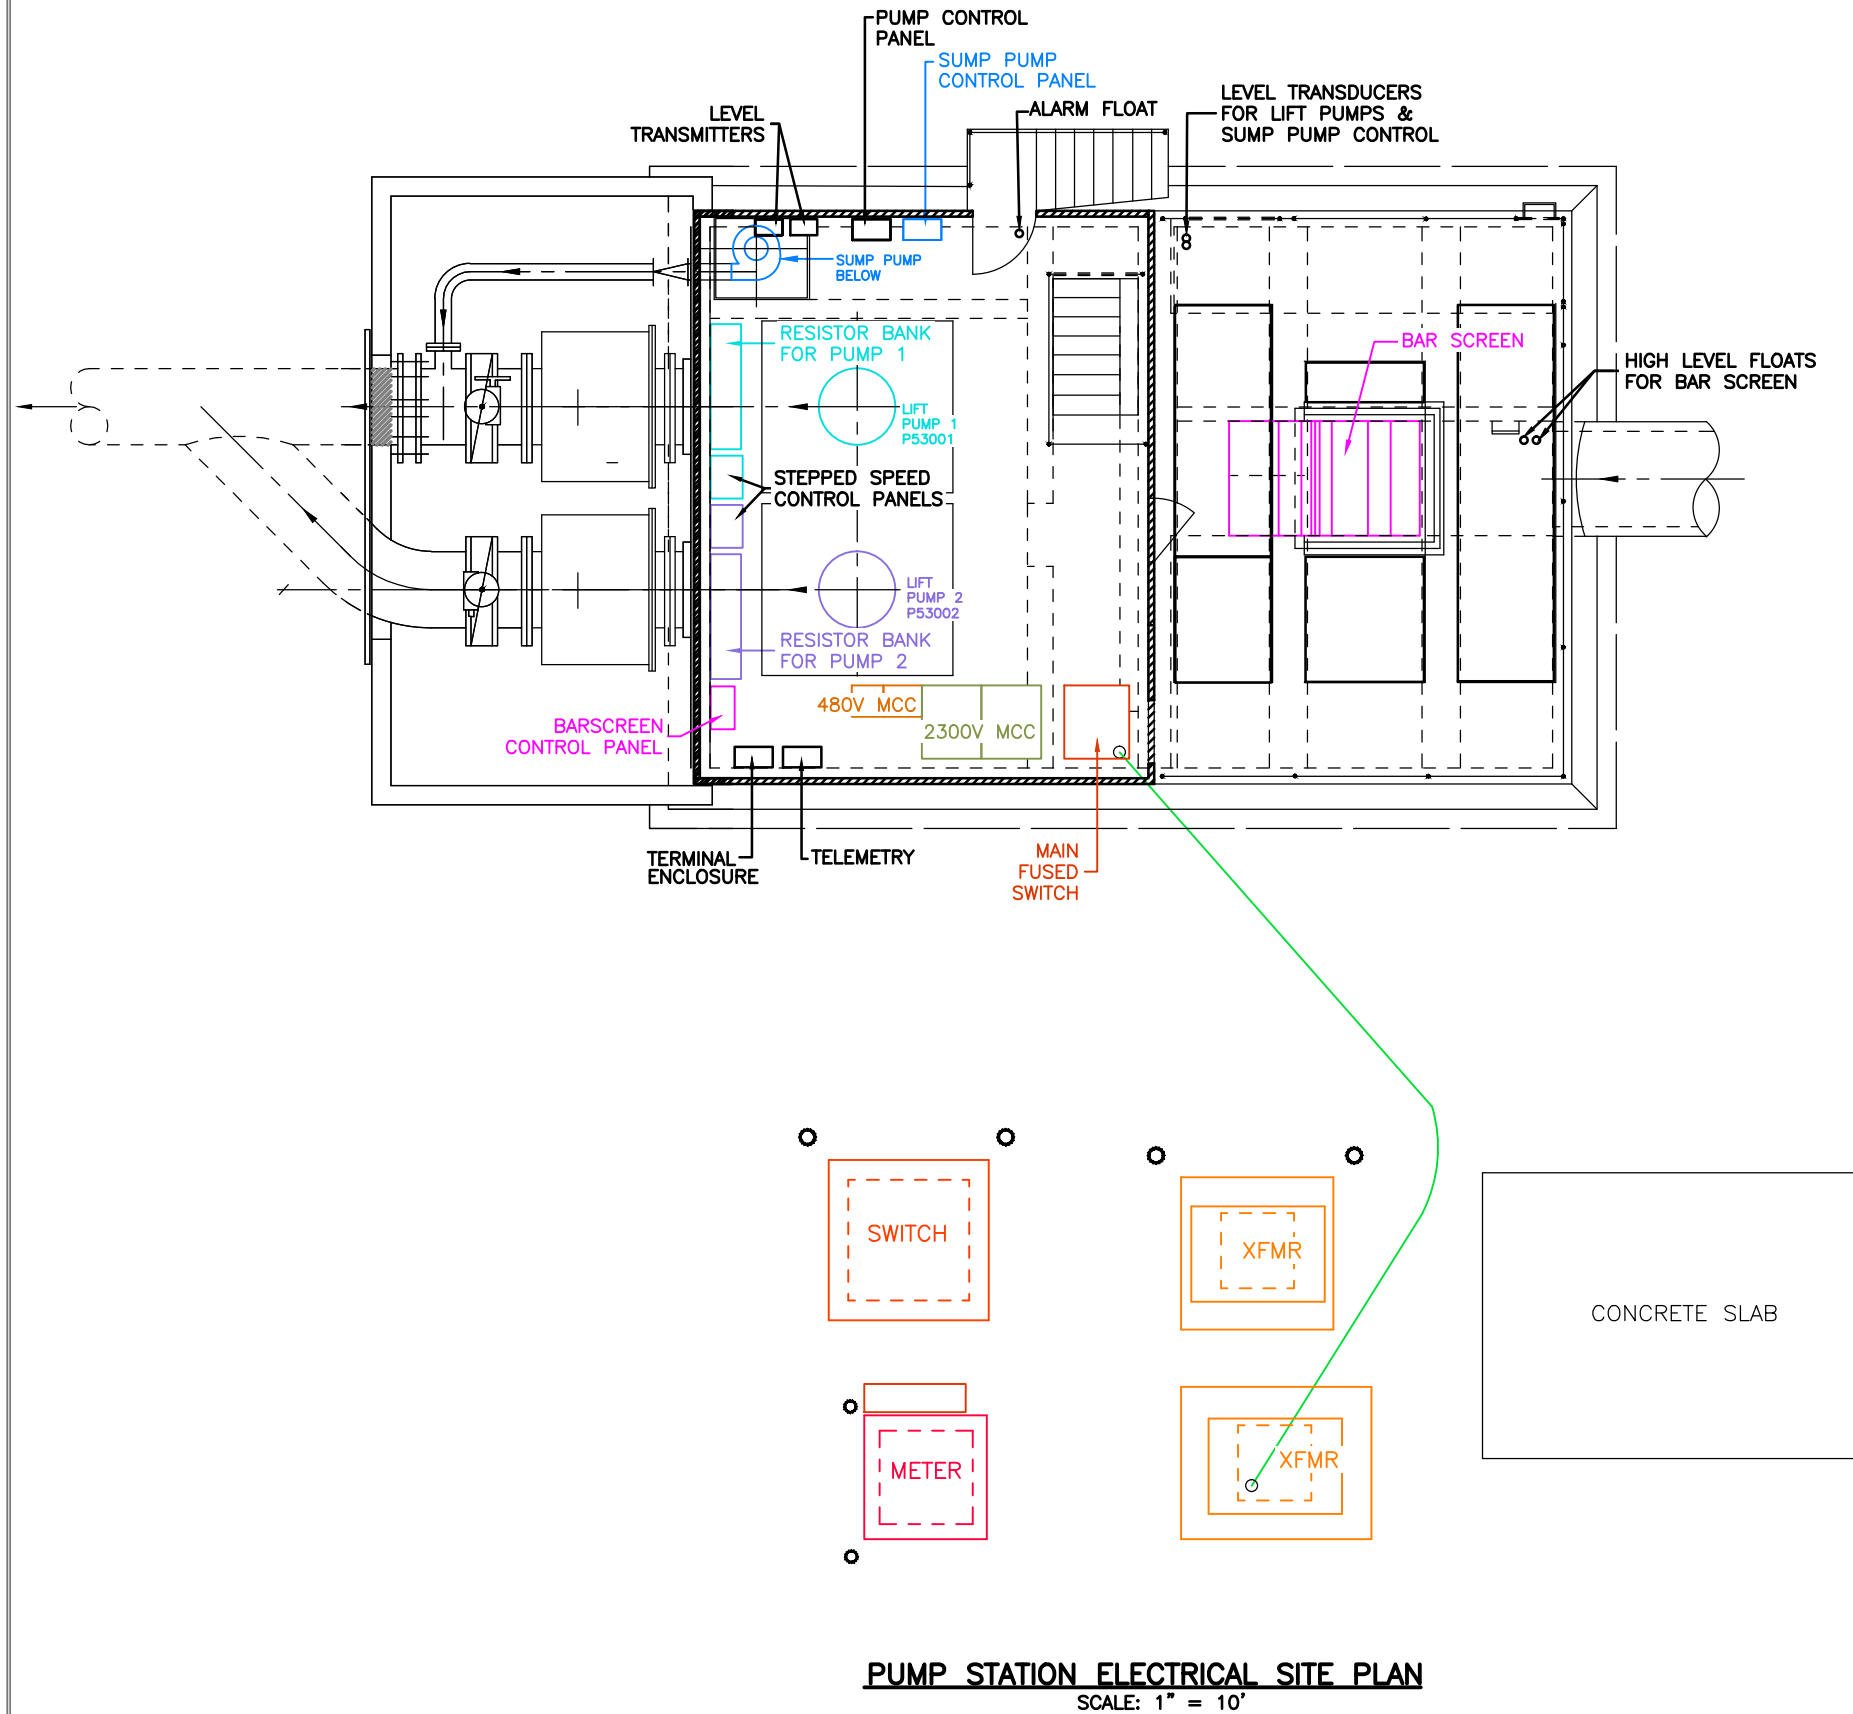 PUMP CONTROL
PANEL
SUMP PUMP
CONTROL PANEL
LEVEL
TRANSMITTERS
ALARM FLOAT
LEVEL TRANSDUCERS
FOR LIFT PUMPS &
SUMP PUMP CONTROL
SUMP PUMP
BELOW
RESISTOR BANK
FOR PUMP 1
BAR SCREEN
HIGH LEVEL FLOATS
FOR BAR SCREEN
LIFT
PUMP 1
P53001
STEPPED SPEED
CONTROL PANELS
LIFT
PUMP 2
P53002
RESISTOR BANK
FOR PUMP 2
480V MCC
2300V MCC
BARSCREEN
CONTROL PANEL
TERMINAL
ENCLOSURE
TELEMETRY
MAIN
FUSED
SWITCH
SWITCH
XFMR
CONCRETE SLAB
METER
XFMR
PUMP STATION ELECTRICAL SITE PLAN
SCALE: 1" = 10'